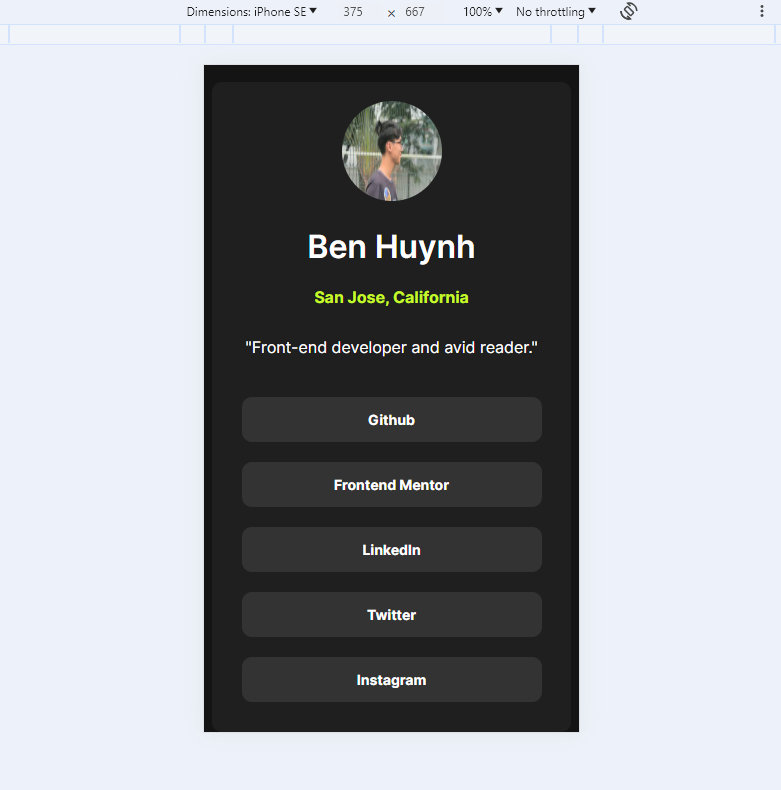 Dimensions: iPhone SE 375 × 667 100% No throttling
Ben Huynh
San Jose, California
"Front-end developer and avid reader."
Github
Frontend Mentor
LinkedIn
Twitter
Instagram